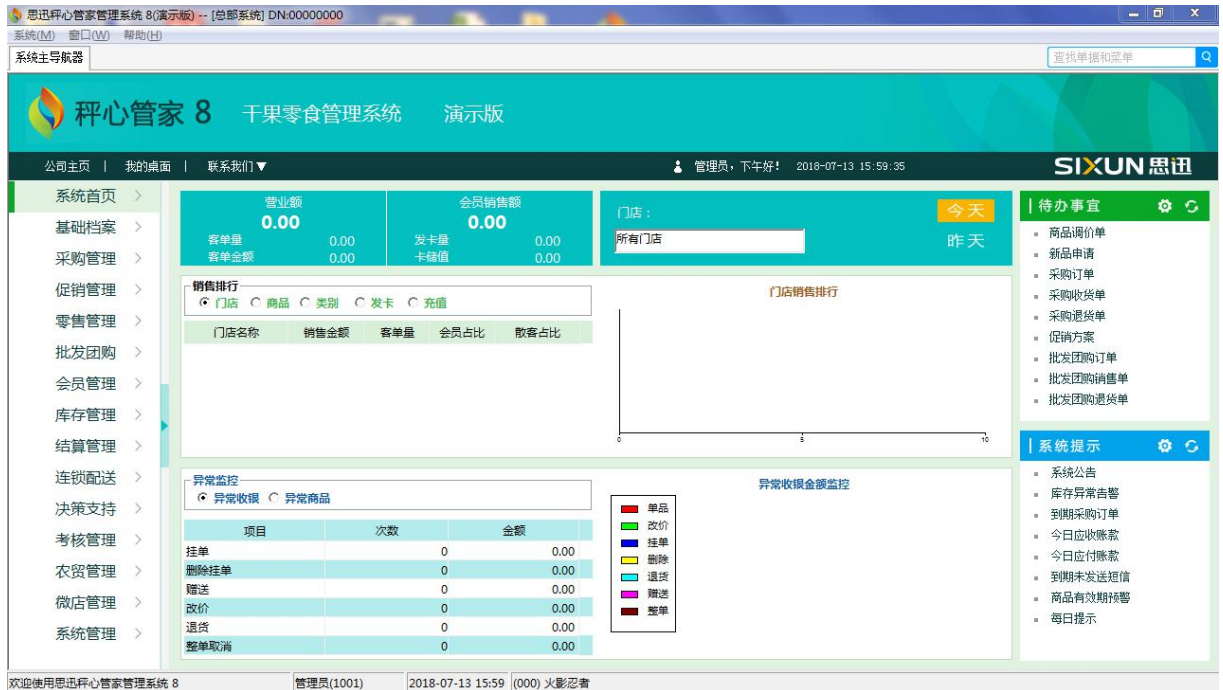 思迅秤心管家管理系统 8(演示版) -- [总部系统] DN:00000000
系统(M) 窗口(W) 帮助(H)
系统主导航器
查找单据和菜单
秤心管家 8 干果零食管理系统 演示版
公司主页 | 我的桌面 | 联系我们▼
管理员，下午好！ 2018-07-13 15:59:35
SIXUN思迅
系统首页
基础档案
采购管理
促销管理
零售管理
批发团购
会员管理
库存管理
结算管理
连锁配送
决策支持
考核管理
农贸管理
微店管理
系统管理
营业额
0.00
客单量 0.00
客单金额 0.00
会员销售额
0.00
发卡量 0.00
卡储值 0.00
门店：
所有门店
今天
昨天
销售排行
门店 商品 类别 发卡 充值
门店名称 销售金额 客单量 会员占比 散客占比
门店销售排行
0 5 10
异常监控
异常收银 异常商品
项目 次数 金额
挂单 0 0.00
删除挂单 0 0.00
赠送 0 0.00
改价 0 0.00
退货 0 0.00
整单取消 0 0.00
异常收银金额监控
单品
改价
挂单
删除
退货
赠送
整单
待办事宜
商品调价单
新品申请
采购订单
采购收货单
采购退货单
促销方案
批发团购订单
批发团购销售单
批发团购退货单
系统提示
系统公告
库存异常告警
到期采购订单
今日应收账款
今日应付账款
到期未发送短信
商品有效期预警
每日提示
欢迎使用思迅秤心管家管理系统 8
管理员(1001)
2018-07-13 15:59
(000) 火影忍者